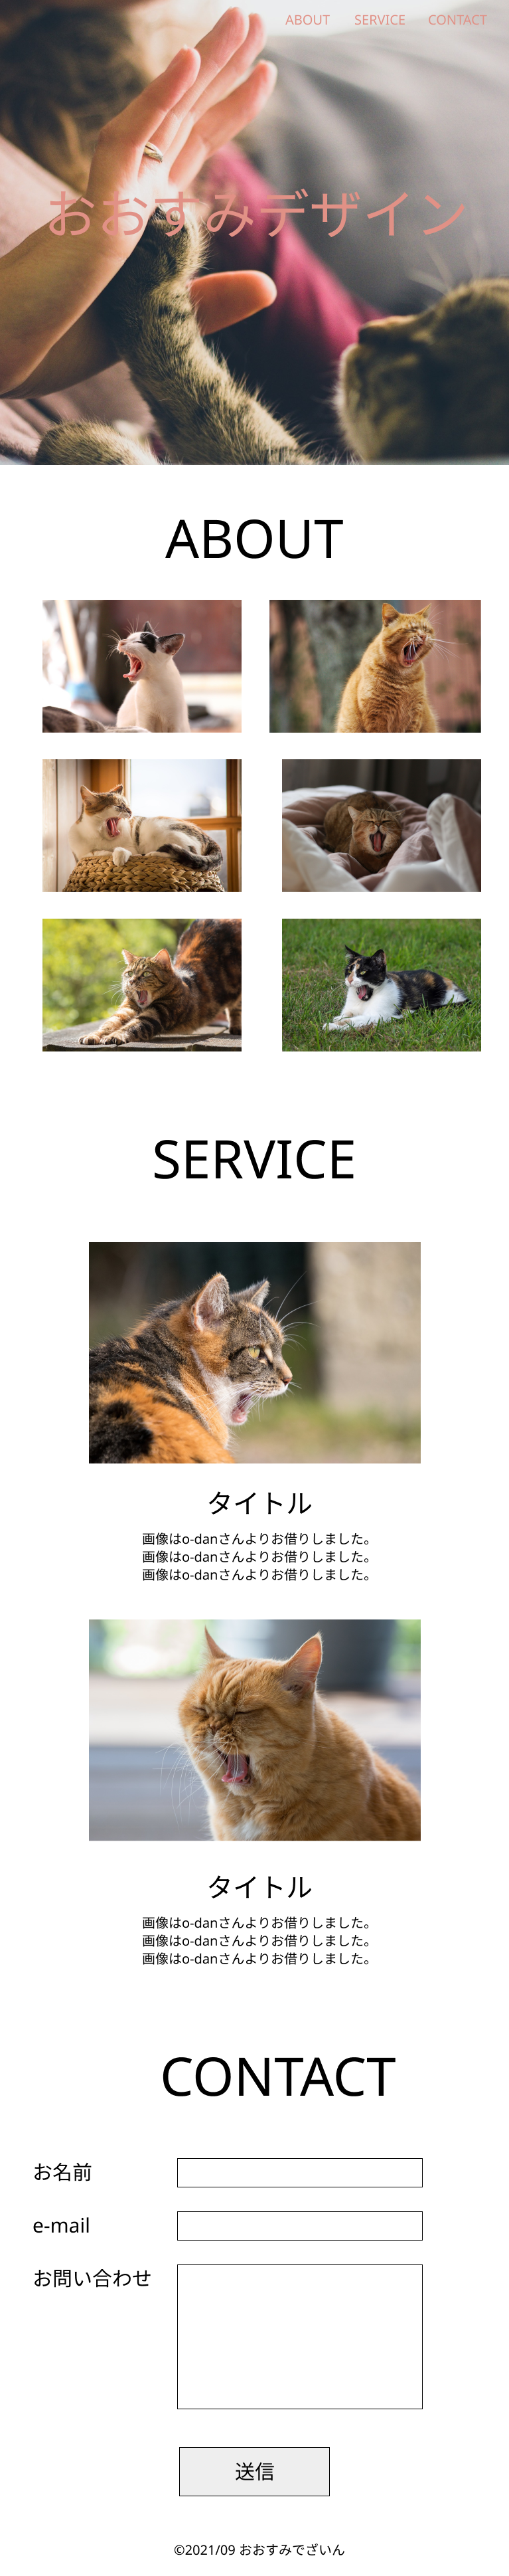 ABOUT SERVICE CONTACT
おおすみデザイン
ABOUT
SERVICE
タイトル
画像はo-danさんよりお借りしました。
画像はo-danさんよりお借りしました。
画像はo-danさんよりお借りしました。
タイトル
画像はo-danさんよりお借りしました。
画像はo-danさんよりお借りしました。
画像はo-danさんよりお借りしました。
CONTACT
お名前
e-mail
お問い合わせ
送信
©2021/09 おおすみでざいん